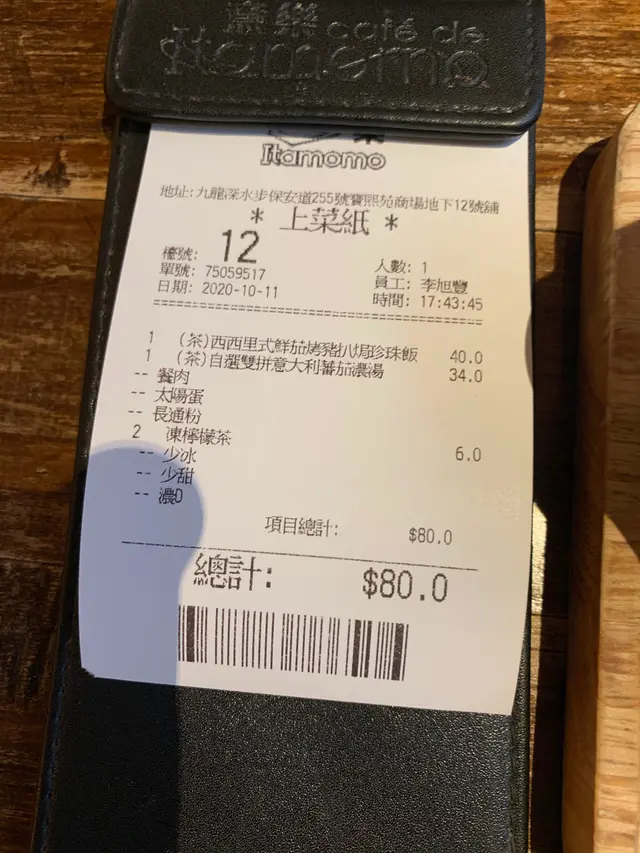 濃樂 café de
Itamomo
Itamomo
地址:九龍深水步保安道255號寶熙苑商場地下12號舖
* 上菜紙 *
檯號: 12
人數: 1
單號: 75059517
員工: 李旭豐
日期: 2020-10-11
時間: 17:43:45
1 (茶)西西里式鮮茄烤豬扒焗珍珠飯 40.0
1 (茶)自選雙拼意大利蕃茄濃湯 34.0
-- 餐肉
-- 太陽蛋
-- 長通粉
2 凍檸檬茶 6.0
-- 少冰
-- 少甜
-- 濃D
項目總計: $80.0
總計: $80.0